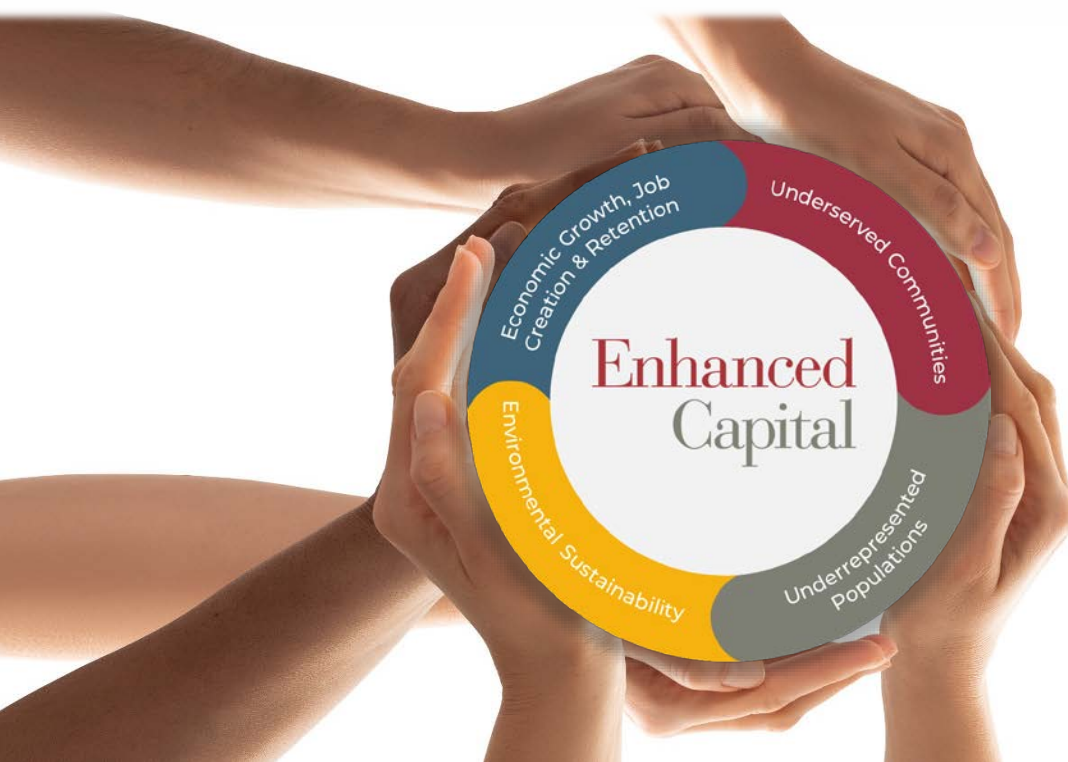 Economic Growth, Job
Creation & Retention
Underserved Communities
Enhanced
Capital
Environmental Sustainability
Underrepresented
Populations